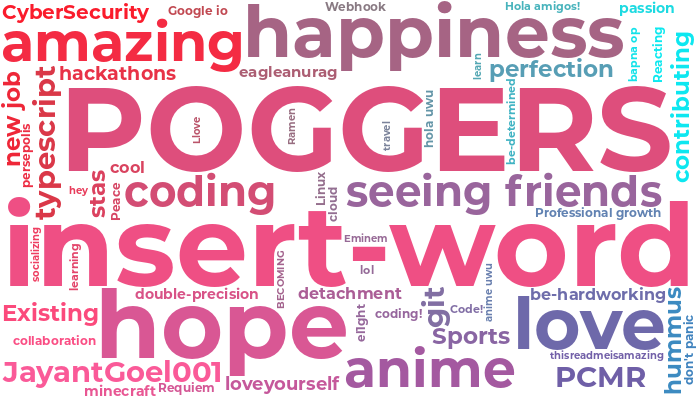 CyberSecurity
Google io
Webhook
Hola amigos!
passion
amazing
happiness
bapna ep
Reacting
contributing
hackathons
eagleanurag
learn
perfection
new job
persepolis
typescript
POGGERS
Llove
Ramen
travel
hola uwu
be-determined
cool
hey
stas
Peace
coding
Linux
cloud
seeing friends
Professional growth
insert-word
socializing
learning
Eminem
lol
BECOMING
double-precision
detachment
git
anime uwu
be-hardworking
Existing
hope
elight
coding!
Code!
love
hummus
don't panic
collaboration
Sports
thisreadmeisamazing
JayantGoel001
anime
PCMR
minecraft
Requiem
loveyourself